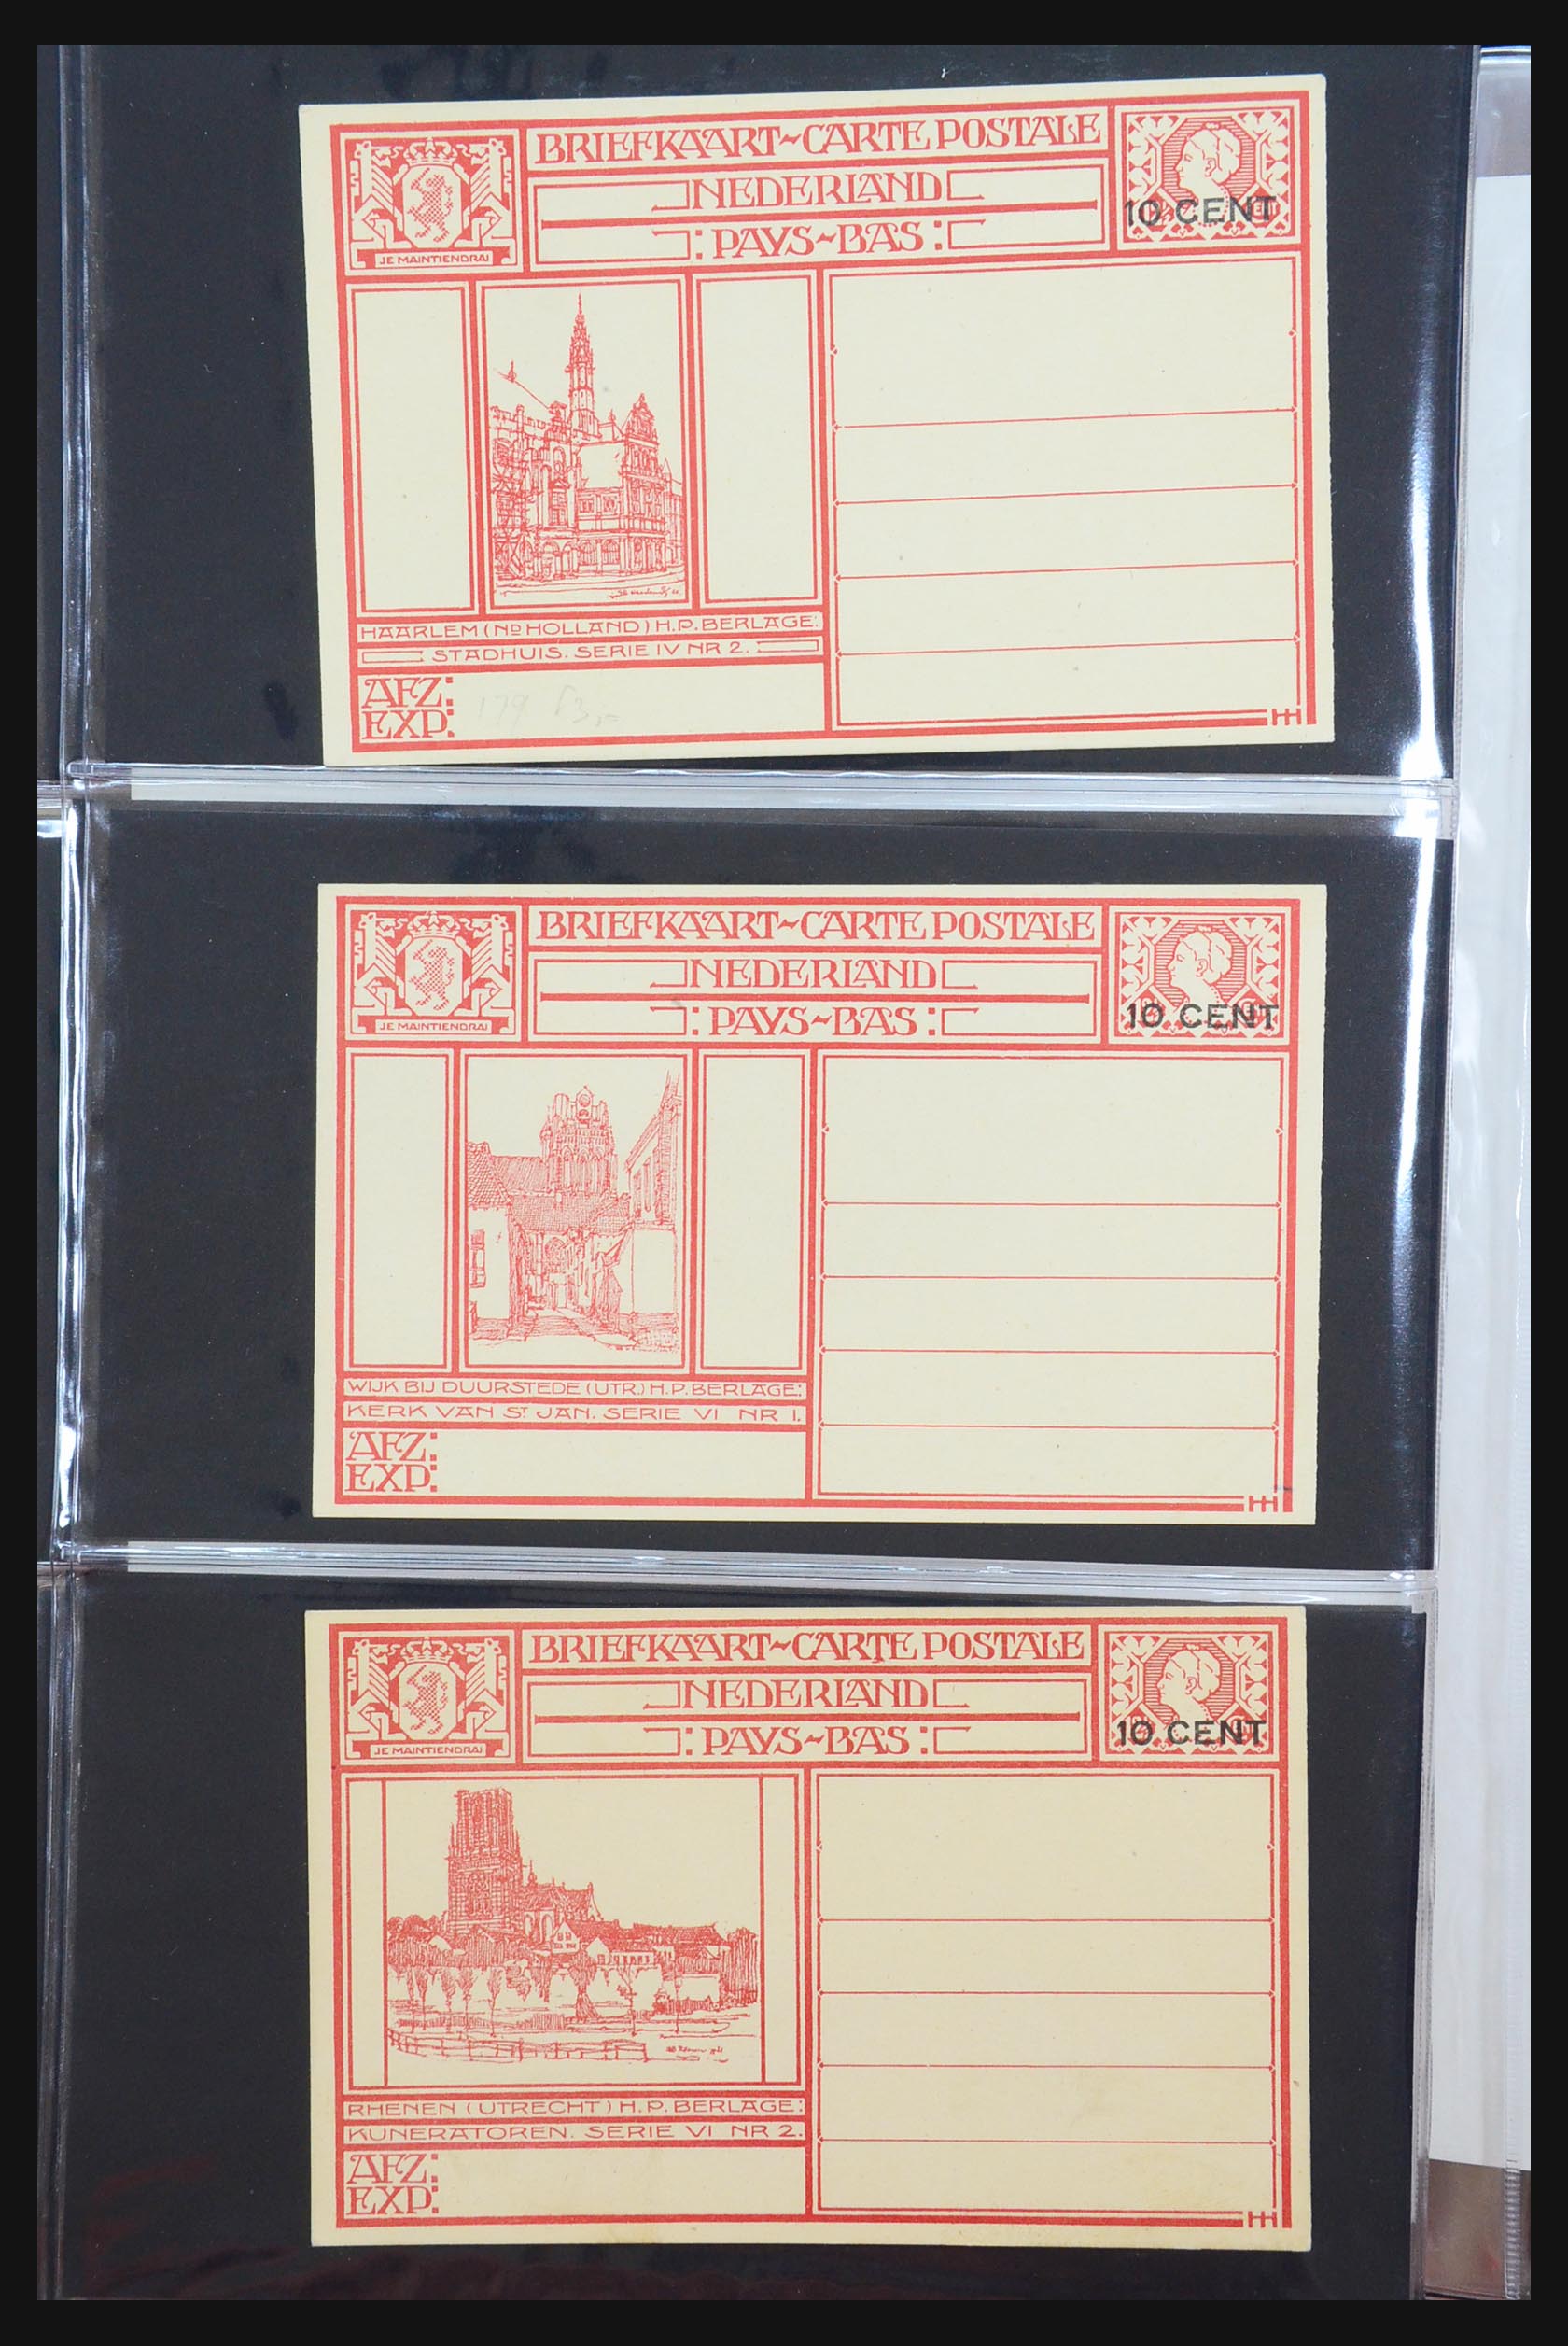 BRIEFKAART~CARTE POSTALE
NEDERLAND
: PAYS~BAS :
10 CENT
JE MAINTIENDRAI
HAARLEM (ND HOLLAND) H.P. BERLAGE:
STADHUIS. SERIE IV NR 2.
AFZ:
EXP:
179 f3,=
BRIEFKAART~CARTE POSTALE
NEDERLAND
: PAYS~BAS :
10 CENT
JE MAINTIENDRAI
WIJK BIJ DUURSTEDE (UTR.) H.P. BERLAGE:
KERK VAN ST JAN. SERIE VI NR 1.
AFZ:
EXP:
BRIEFKAART~CARTE POSTALE
NEDERLAND
: PAYS~BAS :
10 CENT
JE MAINTIENDRAI
RHENEN (UTRECHT) H.P. BERLAGE:
KUNERATOREN. SERIE VI NR 2.
AFZ:
EXP: